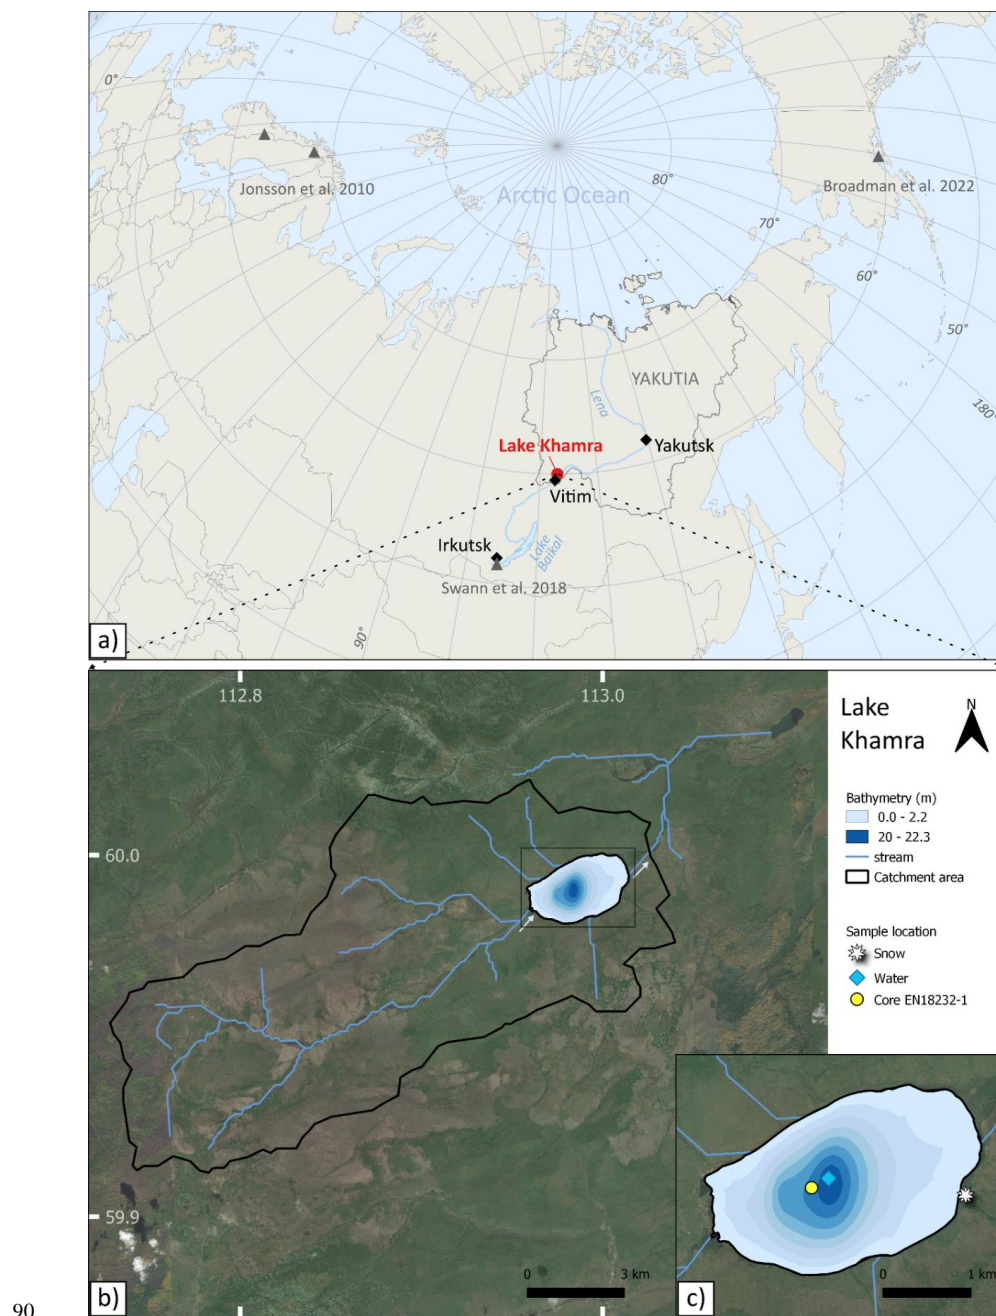 0°
Jonsson et al. 2010
Arctic Ocean
80°
Broadman et al. 2022
70°
60°
50°
180°
YAKUTIA
Lena
Lake Khamra
Yakutsk
Vitim
Irkutsk
Lake
Baikal
Swann et al. 2018
90°
a)
112.8
113.0
60.0
59.9
Lake
Khamra
N
Bathymetry (m)
0.0 - 2.2
20 - 22.3
stream
Catchment area
Sample location
Snow
Water
Core EN18232-1
0
3 km
b)
0
1 km
c)
90